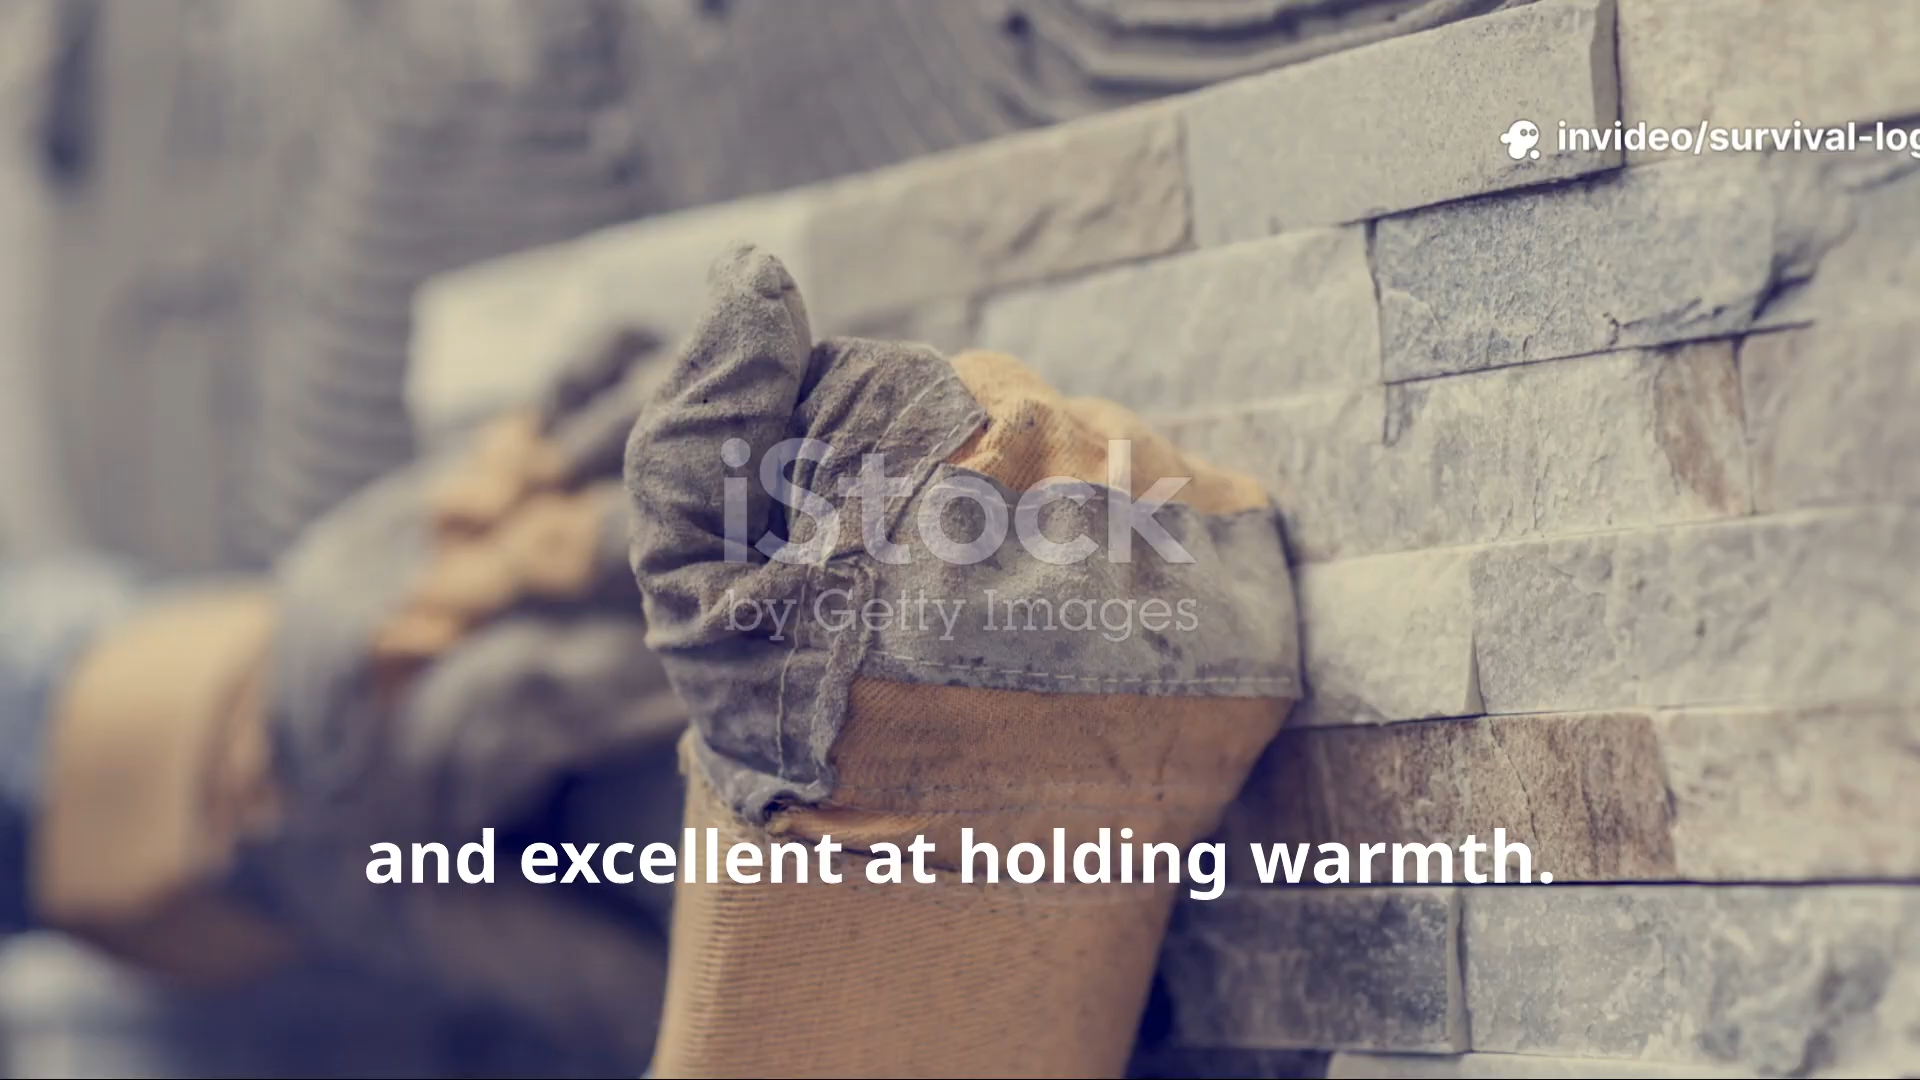 invideo/survival-log
iStock
by Getty Images
and excellent at holding warmth.